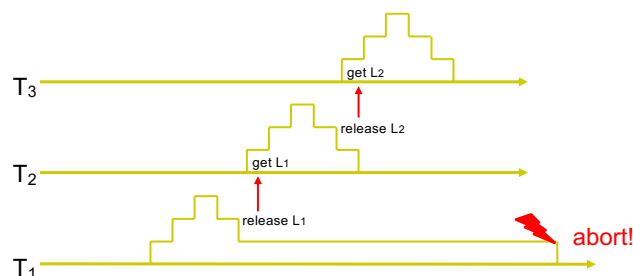 get L2
T3
release L2
get L1
T2
release L1
abort!
T1